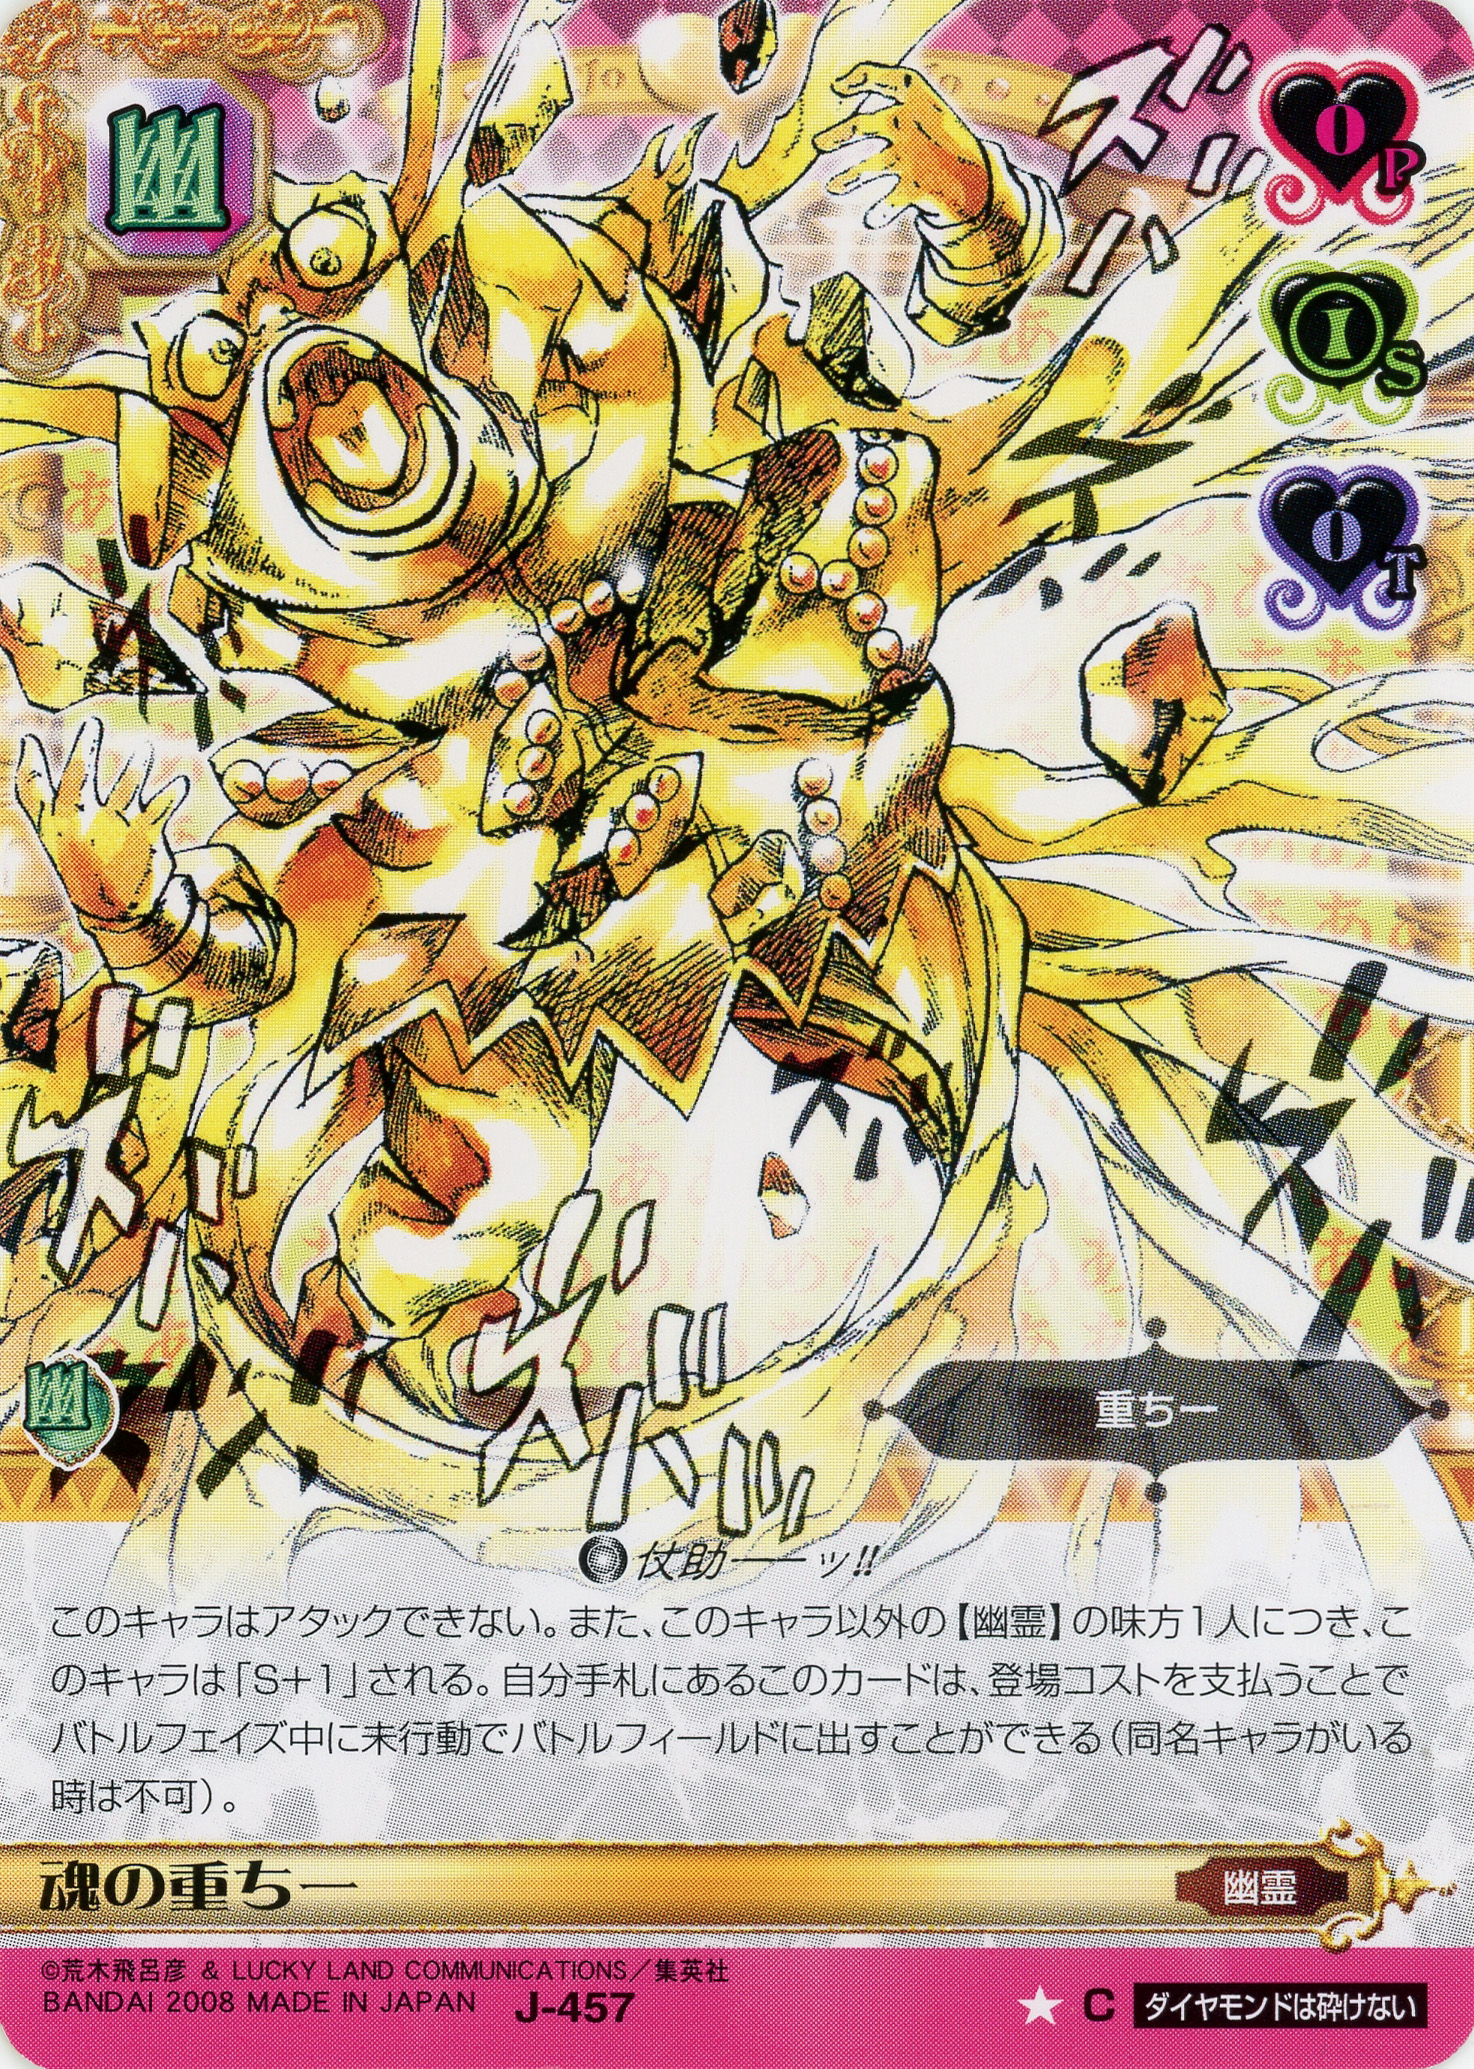 ズ
0 P
1 S
0 T
重ちー
仗助――ッ!!
このキャラはアタックできない。また、このキャラ以外の【幽霊】の味方1人につき、こ
のキャラは「S+1」される。自分手札にあるこのカードは、登場コストを支払うことで
バトルフェイズ中に未行動でバトルフィールドに出すことができる(同名キャラがいる
時は不可)。
魂の重ちー
幽霊
©荒木飛呂彦 & LUCKY LAND COMMUNICATIONS/集英社
BANDAI 2008 MADE IN JAPAN J-457
★ C ダイヤモンドは砕けない